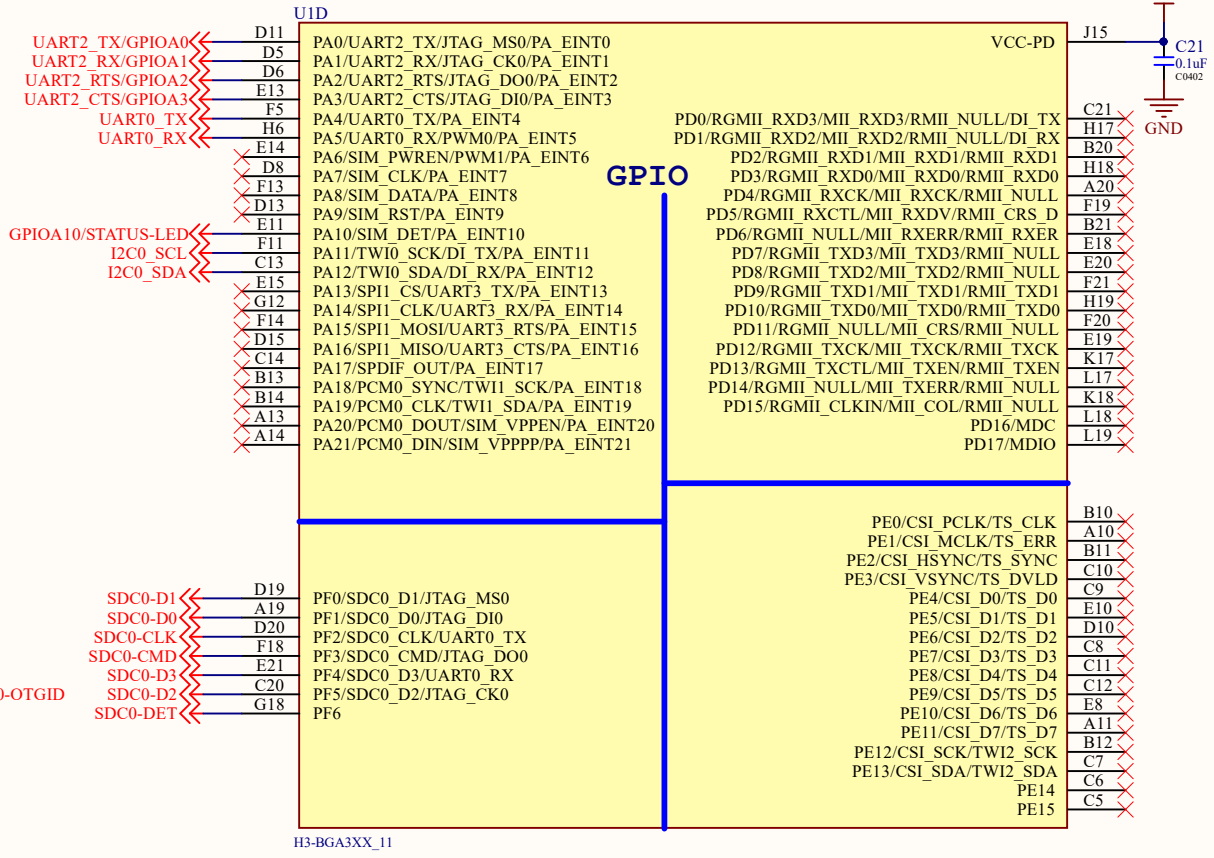 U1D
UART2_TX/GPIOA0 D11 PA0/UART2_TX/JTAG_MS0/PA_EINT0
UART2_RX/GPIOA1 D5 PA1/UART2_RX/JTAG_CK0/PA_EINT1
UART2_RTS/GPIOA2 D6 PA2/UART2_RTS/JTAG_DO0/PA_EINT2
UART2_CTS/GPIOA3 E13 PA3/UART2_CTS/JTAG_DI0/PA_EINT3
UART0_TX F5 PA4/UART0_TX/PA_EINT4
UART0_RX H6 PA5/UART0_RX/PWM0/PA_EINT5
E14 PA6/SIM_PWREN/PWM1/PA_EINT6
D8 PA7/SIM_CLK/PA_EINT7
F13 PA8/SIM_DATA/PA_EINT8
D13 PA9/SIM_RST/PA_EINT9
GPIOA10/STATUS-LED E11 PA10/SIM_DET/PA_EINT10
I2C0_SCL F11 PA11/TWI0_SCK/DI_TX/PA_EINT11
I2C0_SDA C13 PA12/TWI0_SDA/DI_RX/PA_EINT12
E15 PA13/SPI1_CS/UART3_TX/PA_EINT13
G12 PA14/SPI1_CLK/UART3_RX/PA_EINT14
F14 PA15/SPI1_MOSI/UART3_RTS/PA_EINT15
D15 PA16/SPI1_MISO/UART3_CTS/PA_EINT16
C14 PA17/SPDIF_OUT/PA_EINT17
B13 PA18/PCM0_SYNC/TWI1_SCK/PA_EINT18
B14 PA19/PCM0_CLK/TWI1_SDA/PA_EINT19
A13 PA20/PCM0_DOUT/SIM_VPPEN/PA_EINT20
A14 PA21/PCM0_DIN/SIM_VPPPP/PA_EINT21
GPIO
VCC-PD J15
C21
0.1uF
C0402
GND
PD0/RGMII_RXD3/MII_RXD3/RMII_NULL/DI_TX C21
PD1/RGMII_RXD2/MII_RXD2/RMII_NULL/DI_RX H17
PD2/RGMII_RXD1/MII_RXD1/RMII_RXD1 B20
PD3/RGMII_RXD0/MII_RXD0/RMII_RXD0 H18
PD4/RGMII_RXCK/MII_RXCK/RMII_NULL A20
PD5/RGMII_RXCTL/MII_RXDV/RMII_CRS_D F19
PD6/RGMII_NULL/MII_RXERR/RMII_RXER B21
PD7/RGMII_TXD3/MII_TXD3/RMII_NULL E18
PD8/RGMII_TXD2/MII_TXD2/RMII_NULL E20
PD9/RGMII_TXD1/MII_TXD1/RMII_TXD1 F21
PD10/RGMII_TXD0/MII_TXD0/RMII_TXD0 H19
PD11/RGMII_NULL/MII_CRS/RMII_NULL F20
PD12/RGMII_TXCK/MII_TXCK/RMII_TXCK E19
PD13/RGMII_TXCTL/MII_TXEN/RMII_TXEN K17
PD14/RGMII_NULL/MII_TXERR/RMII_NULL L17
PD15/RGMII_CLKIN/MII_COL/RMII_NULL K18
PD16/MDC L18
PD17/MDIO L19
SDC0-D1 D19 PF0/SDC0_D1/JTAG_MS0
SDC0-D0 A19 PF1/SDC0_D0/JTAG_DI0
SDC0-CLK D20 PF2/SDC0_CLK/UART0_TX
SDC0-CMD F18 PF3/SDC0_CMD/JTAG_DO0
SDC0-D3 E21 PF4/SDC0_D3/UART0_RX
0-OTGID SDC0-D2 C20 PF5/SDC0_D2/JTAG_CK0
SDC0-DET G18 PF6
PE0/CSI_PCLK/TS_CLK B10
PE1/CSI_MCLK/TS_ERR A10
PE2/CSI_HSYNC/TS_SYNC B11
PE3/CSI_VSYNC/TS_DVLD C10
PE4/CSI_D0/TS_D0 C9
PE5/CSI_D1/TS_D1 E10
PE6/CSI_D2/TS_D2 D10
PE7/CSI_D3/TS_D3 C8
PE8/CSI_D4/TS_D4 C11
PE9/CSI_D5/TS_D5 C12
PE10/CSI_D6/TS_D6 E8
PE11/CSI_D7/TS_D7 A11
PE12/CSI_SCK/TWI2_SCK B12
PE13/CSI_SDA/TWI2_SDA C7
PE14 C6
PE15 C5
H3-BGA3XX_11